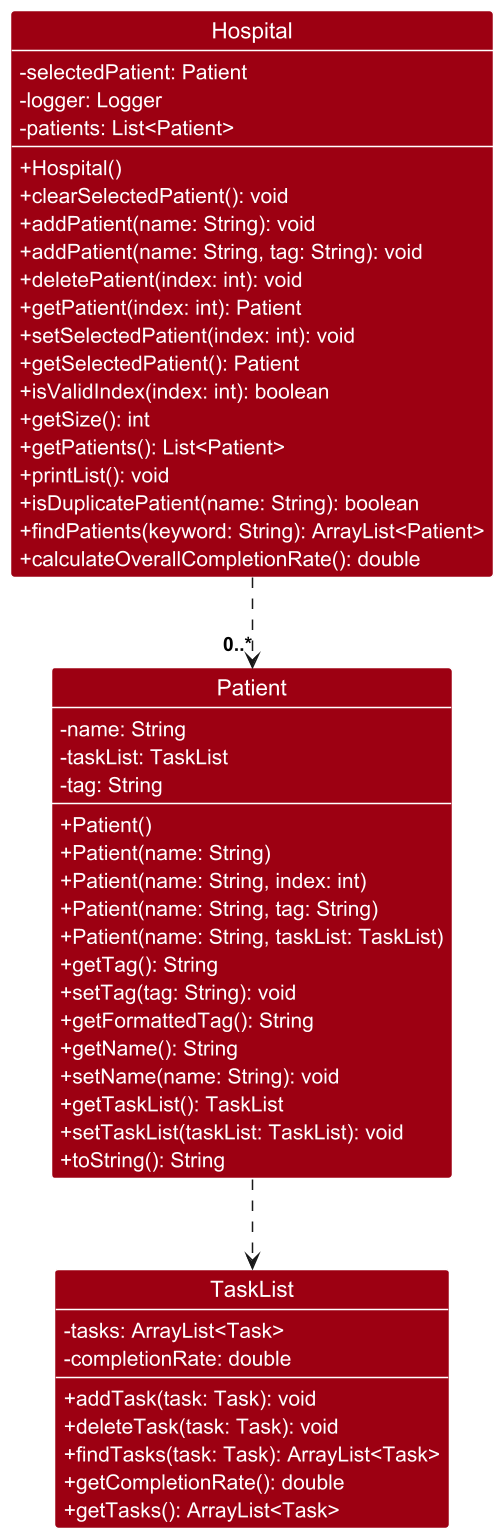 Hospital
-selectedPatient: Patient
-logger: Logger
-patients: List<Patient>
+Hospital()
+clearSelectedPatient(): void
+addPatient(name: String): void
+addPatient(name: String, tag: String): void
+deletePatient(index: int): void
+getPatient(index: int): Patient
+setSelectedPatient(index: int): void
+getSelectedPatient(): Patient
+isValidIndex(index: int): boolean
+getSize(): int
+getPatients(): List<Patient>
+printList(): void
+isDuplicatePatient(name: String): boolean
+findPatients(keyword: String): ArrayList<Patient>
+calculateOverallCompletionRate(): double
0..*
Patient
-name: String
-taskList: TaskList
-tag: String
+Patient()
+Patient(name: String)
+Patient(name: String, index: int)
+Patient(name: String, tag: String)
+Patient(name: String, taskList: TaskList)
+getTag(): String
+setTag(tag: String): void
+getFormattedTag(): String
+getName(): String
+setName(name: String): void
+getTaskList(): TaskList
+setTaskList(taskList: TaskList): void
+toString(): String
TaskList
-tasks: ArrayList<Task>
-completionRate: double
+addTask(task: Task): void
+deleteTask(task: Task): void
+findTasks(task: Task): ArrayList<Task>
+getCompletionRate(): double
+getTasks(): ArrayList<Task>